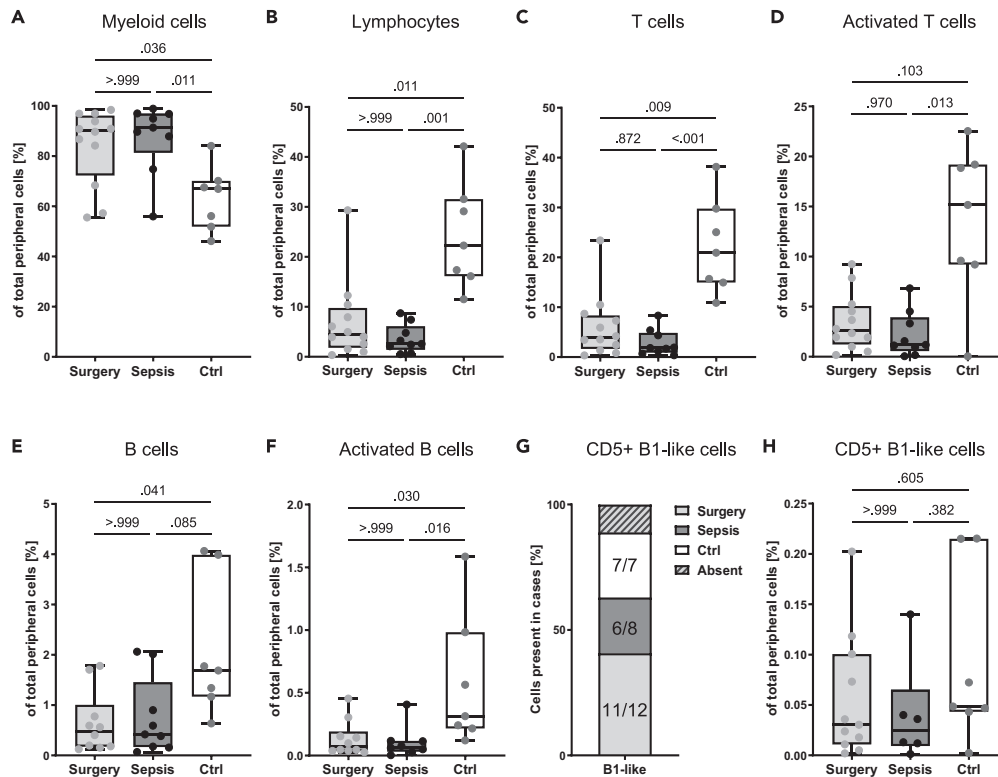 A
Myeloid cells
.036
>.999
.011
100
80
60
40
20
0
of total peripheral cells [%]
Surgery Sepsis Ctrl
B
Lymphocytes
.011
>.999
.001
50
40
30
20
10
0
of total peripheral cells [%]
Surgery Sepsis Ctrl
C
T cells
.009
.872
<.001
50
40
30
20
10
0
of total peripheral cells [%]
Surgery Sepsis Ctrl
D
Activated T cells
.103
.970
.013
25
20
15
10
5
0
of total peripheral cells [%]
Surgery Sepsis Ctrl
E
B cells
.041
>.999
.085
5
4
3
2
1
0
of total peripheral cells [%]
Surgery Sepsis Ctrl
F
Activated B cells
.030
>.999
.016
2.0
1.5
1.0
0.5
0.0
of total peripheral cells [%]
Surgery Sepsis Ctrl
G
CD5+ B1-like cells
100
50
0
Cells present in cases [%]
7/7
6/8
11/12
B1-like
Surgery
Sepsis
Ctrl
Absent
H
CD5+ B1-like cells
.605
>.999
.382
0.25
0.20
0.15
0.10
0.05
0.00
of total peripheral cells [%]
Surgery Sepsis Ctrl